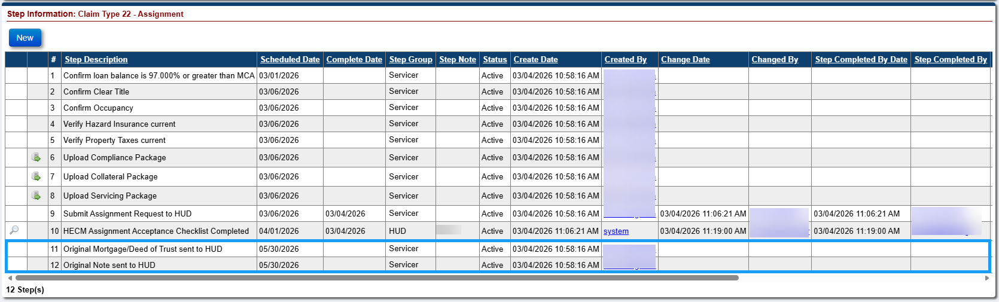 Step Information: Claim Type 22 - Assignment
New
# Step Description Scheduled Date Complete Date Step Group Step Note Status Create Date Created By Change Date Changed By Step Completed By Date Step Completed By
1 Confirm loan balance is 97.000% or greater than MCA 03/01/2026 Servicer Active 03/04/2026 10:58:16 AM
2 Confirm Clear Title 03/06/2026 Servicer Active 03/04/2026 10:58:16 AM
3 Confirm Occupancy 03/06/2026 Servicer Active 03/04/2026 10:58:16 AM
4 Verify Hazard Insurance current 03/06/2026 Servicer Active 03/04/2026 10:58:16 AM
5 Verify Property Taxes current 03/06/2026 Servicer Active 03/04/2026 10:58:16 AM
6 Upload Compliance Package 03/06/2026 Servicer Active 03/04/2026 10:58:16 AM
7 Upload Collateral Package 03/06/2026 Servicer Active 03/04/2026 10:58:16 AM
8 Upload Servicing Package 03/06/2026 Servicer Active 03/04/2026 10:58:16 AM
9 Submit Assignment Request to HUD 03/06/2026 03/04/2026 Servicer Active 03/04/2026 10:58:16 AM 03/04/2026 11:06:21 AM 03/04/2026 11:06:21 AM
10 HECM Assignment Acceptance Checklist Completed 04/01/2026 03/04/2026 HUD Active 03/04/2026 11:06:21 AM system 03/04/2026 11:19:00 AM 03/04/2026 11:19:00 AM
11 Original Mortgage/Deed of Trust sent to HUD 05/30/2026 Servicer Active 03/04/2026 10:58:16 AM
12 Original Note sent to HUD 05/30/2026 Servicer Active 03/04/2026 10:58:16 AM
12 Step(s)